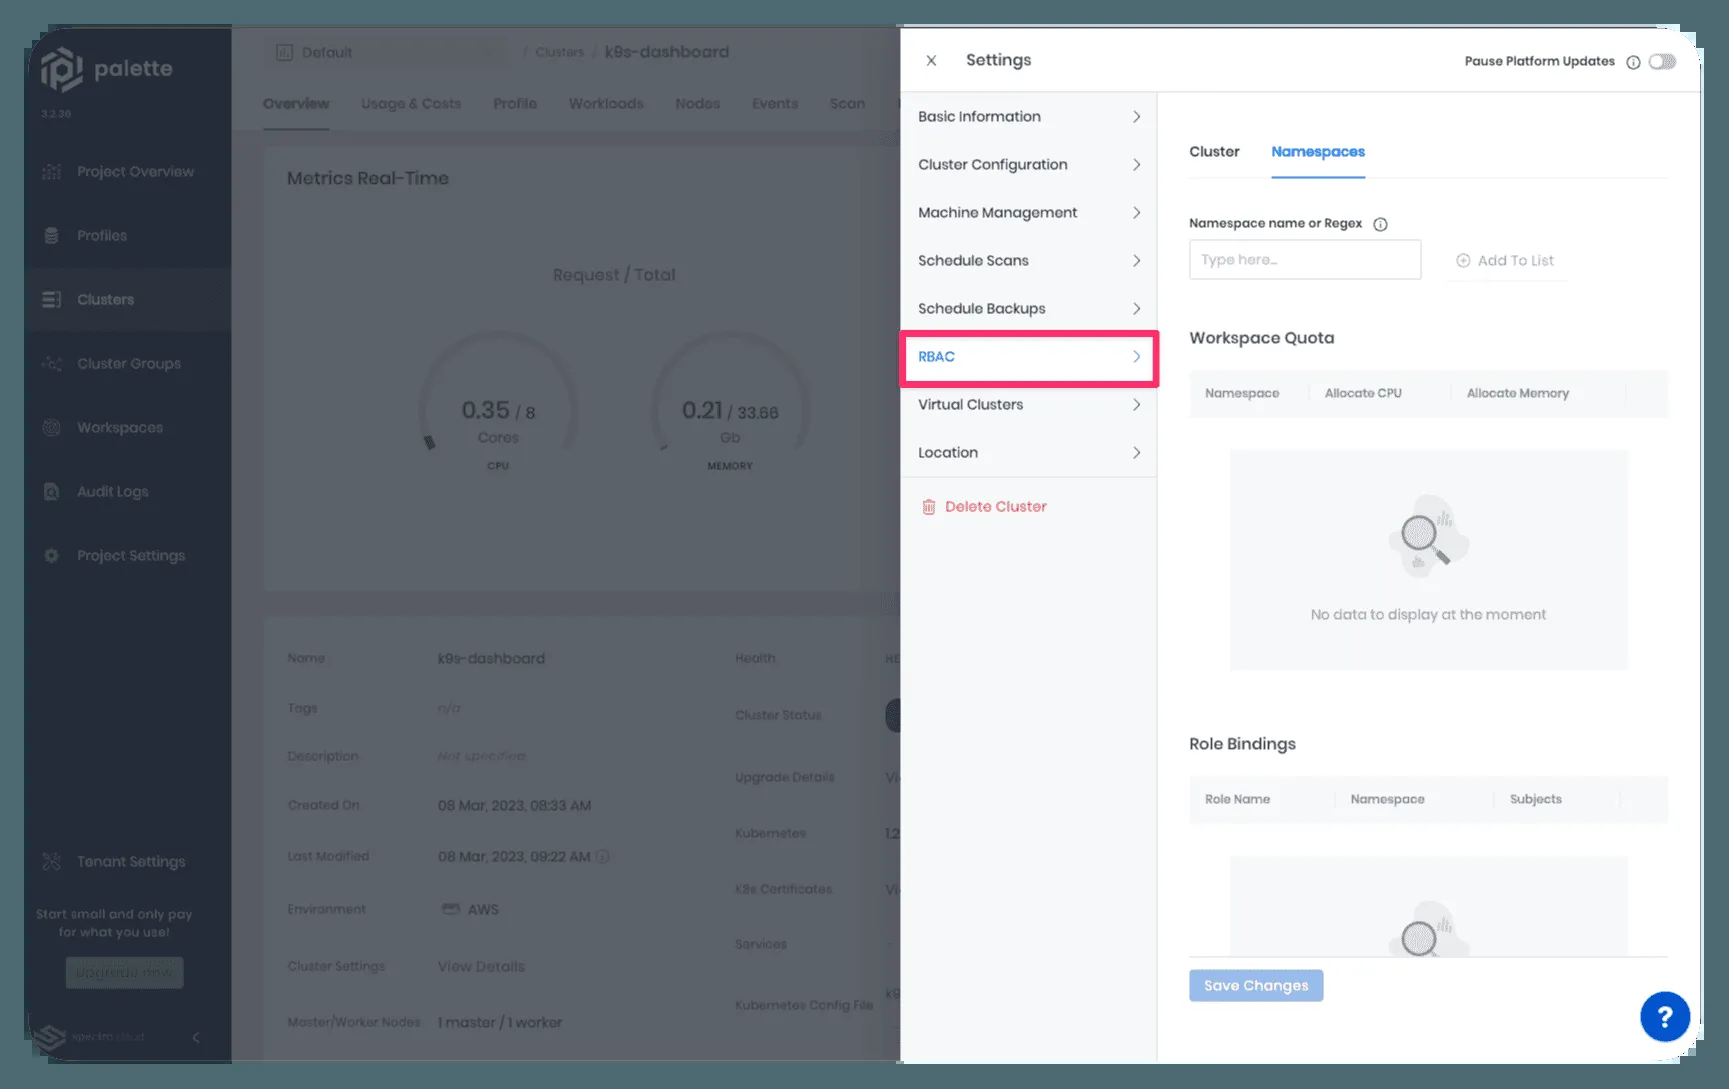 palette
3.2.20
Project Overview
Profiles
Clusters
Cluster Groups
Workspaces
Audit Logs
Project Settings
Tenant Settings
Start small and only pay
for what you use!
Upgrade now
spectro cloud
Default
/ Clusters / k9s-dashboard
Overview Usage & Costs Profile Workloads Nodes Events Scan
Metrics Real-Time
Request / Total
0.35 / 8
Cores
CPU
0.21 / 33.66
Gb
MEMORY
Name k9s-dashboard
Tags n/a
Description Not specified
Created On 08 Mar, 2023, 08:33 AM
Last Modified 08 Mar, 2023, 09:22 AM
Environment AWS
Cluster Settings View Details
Master/Worker Nodes 1 master / 1 worker
Health
Cluster Status
Upgrade Details
Kubernetes 1.2
K8s Certificates
Services
Kubernetes Config File
Settings
Pause Platform Updates
Basic Information
Cluster Configuration
Machine Management
Schedule Scans
Schedule Backups
RBAC
Virtual Clusters
Location
Delete Cluster
Cluster Namespaces
Namespace name or Regex
Type here...
Add To List
Workspace Quota
Namespace Allocate CPU Allocate Memory
No data to display at the moment
Role Bindings
Role Name Namespace Subjects
Save Changes
?